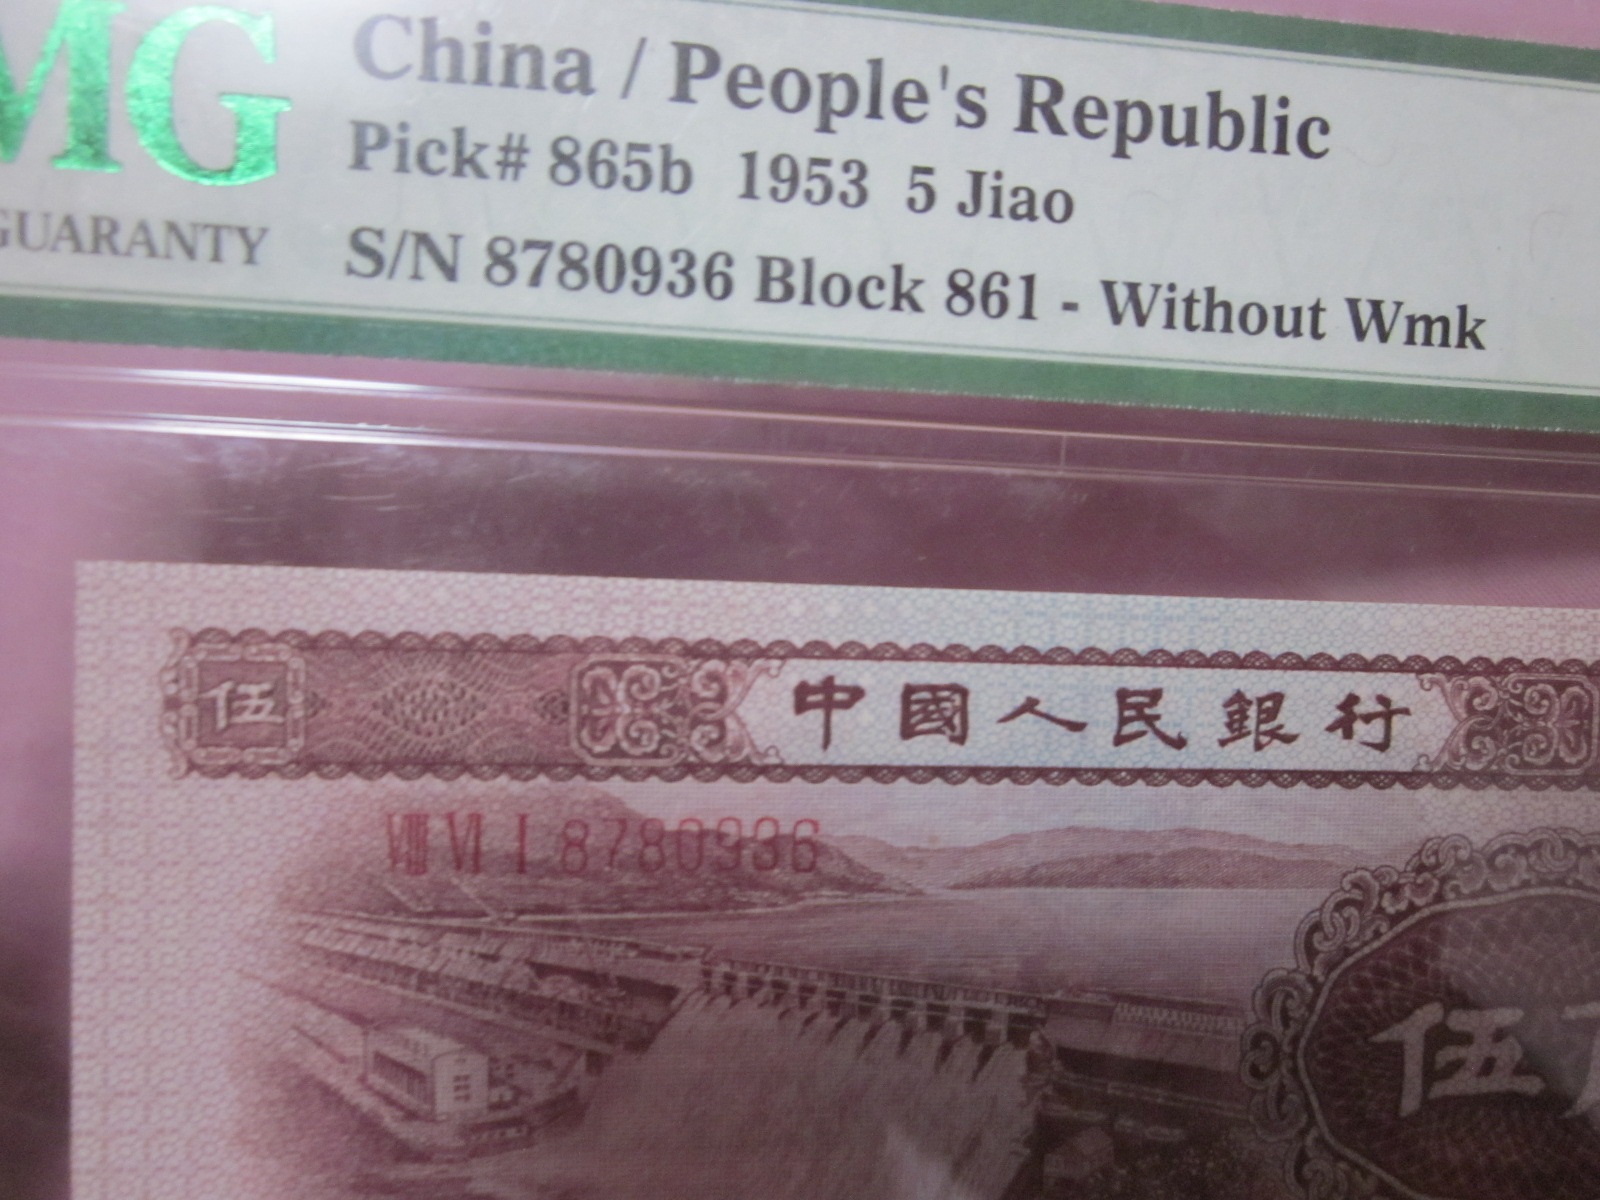 MG
China / People's Republic
Pick# 865b 1953 5 Jiao
GUARANTY
S/N 8780936 Block 861 - Without Wmk
伍
中國人民銀行
VIII VI I 8780936
伍